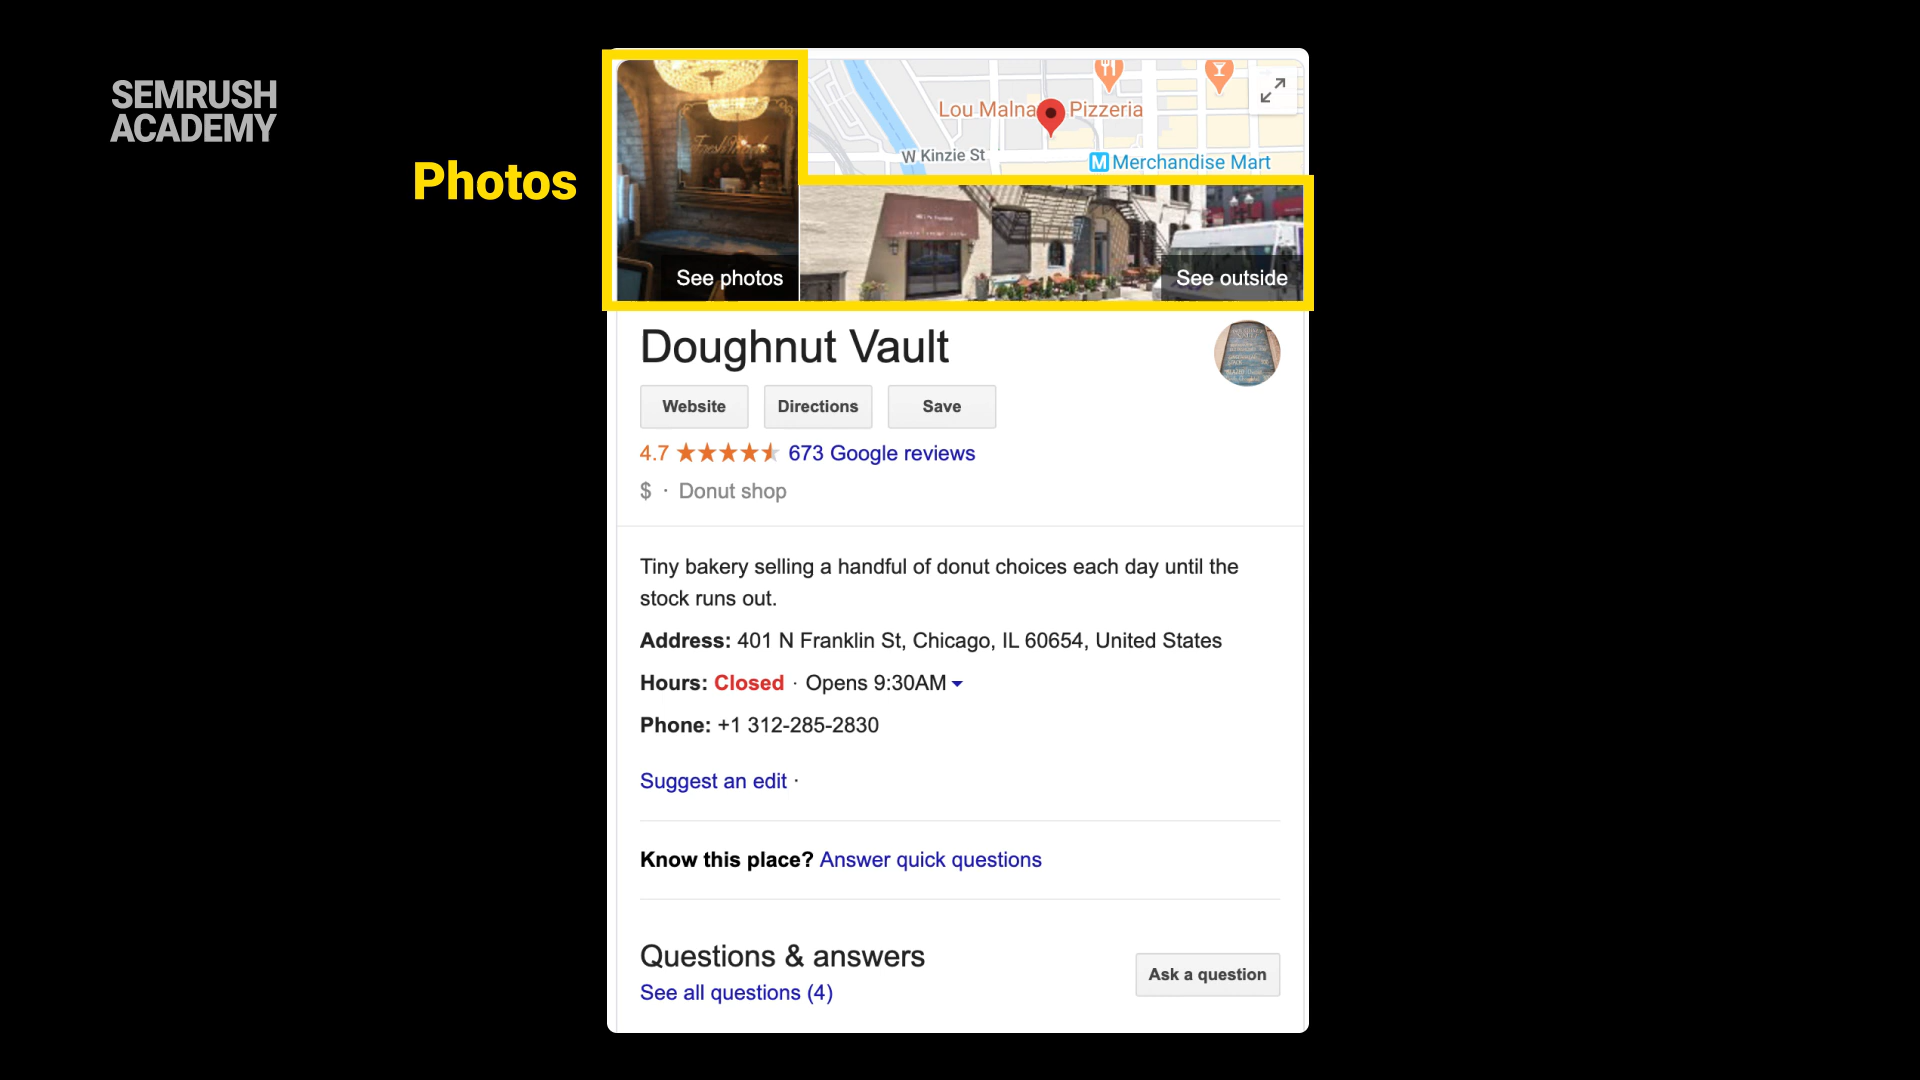 SEMRUSH
ACADEMY
Photos
Lou Malna Pizzeria
W Kinzie St
M Merchandise Mart
See photos
See outside
Doughnut Vault
Website
Directions
Save
4.7 ★★★★★ 673 Google reviews
$ · Donut shop
Tiny bakery selling a handful of donut choices each day until the
stock runs out.
Address: 401 N Franklin St, Chicago, IL 60654, United States
Hours: Closed · Opens 9:30AM
Phone: +1 312-285-2830
Suggest an edit ·
Know this place? Answer quick questions
Questions & answers
See all questions (4)
Ask a question